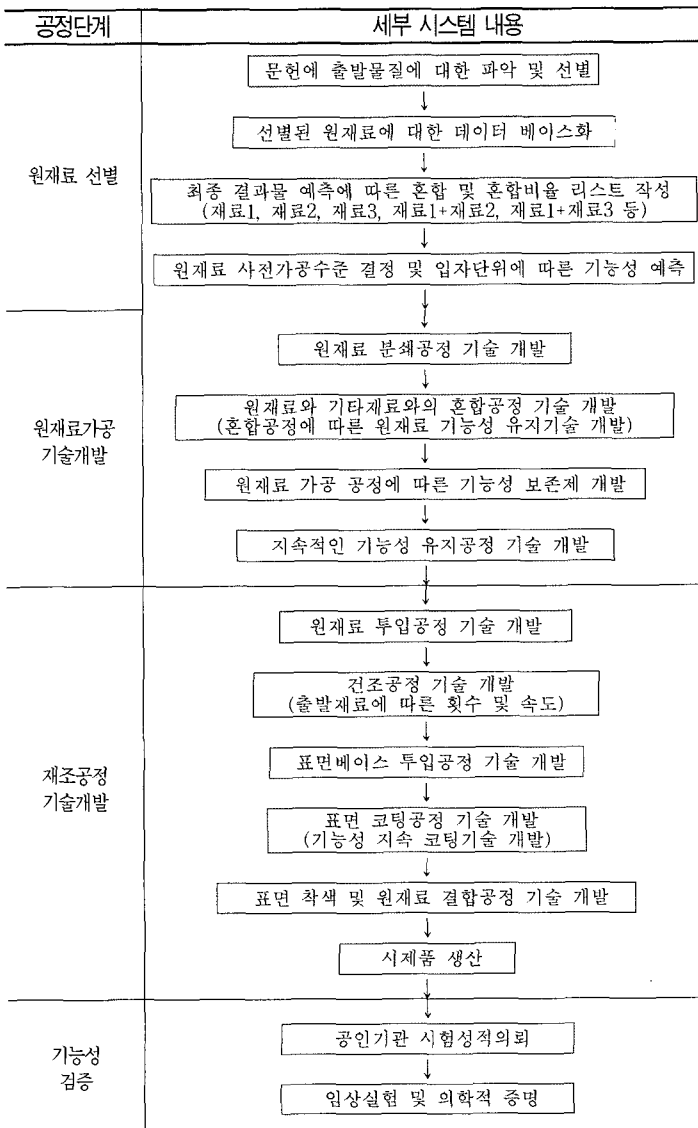 공정단계
세부 시스템 내용
원재료 선별
문헌에 출발물질에 대한 파악 및 선별
선별된 원재료에 대한 데이터 베이스화
최종 결과물 예측에 따른 혼합 및 혼합비율 리스트 작성
(재료1, 재료2, 재료3, 재료1+재료2, 재료1+재료3 등)
원재료 사전가공수준 결정 및 입자단위에 따른 기능성 예측
원재료가공
기술개발
원재료 분쇄공정 기술 개발
원재료와 기타재료와의 혼합공정 기술 개발
(혼합공정에 따른 원재료 기능성 유지기술 개발)
원재료 가공 공정에 따른 기능성 보존제 개발
지속적인 기능성 유지공정 기술 개발
재조공정
기술개발
원재료 투입공정 기술 개발
건조공정 기술 개발
(출발재료에 따른 횟수 및 속도)
표면베이스 투입공정 기술 개발
표면 코팅공정 기술 개발
(기능성 지속 코팅기술 개발)
표면 착색 및 원재료 결합공정 기술 개발
시제품 생산
기능성
검증
공인기관 시험성적의뢰
임상실험 및 의학적 증명